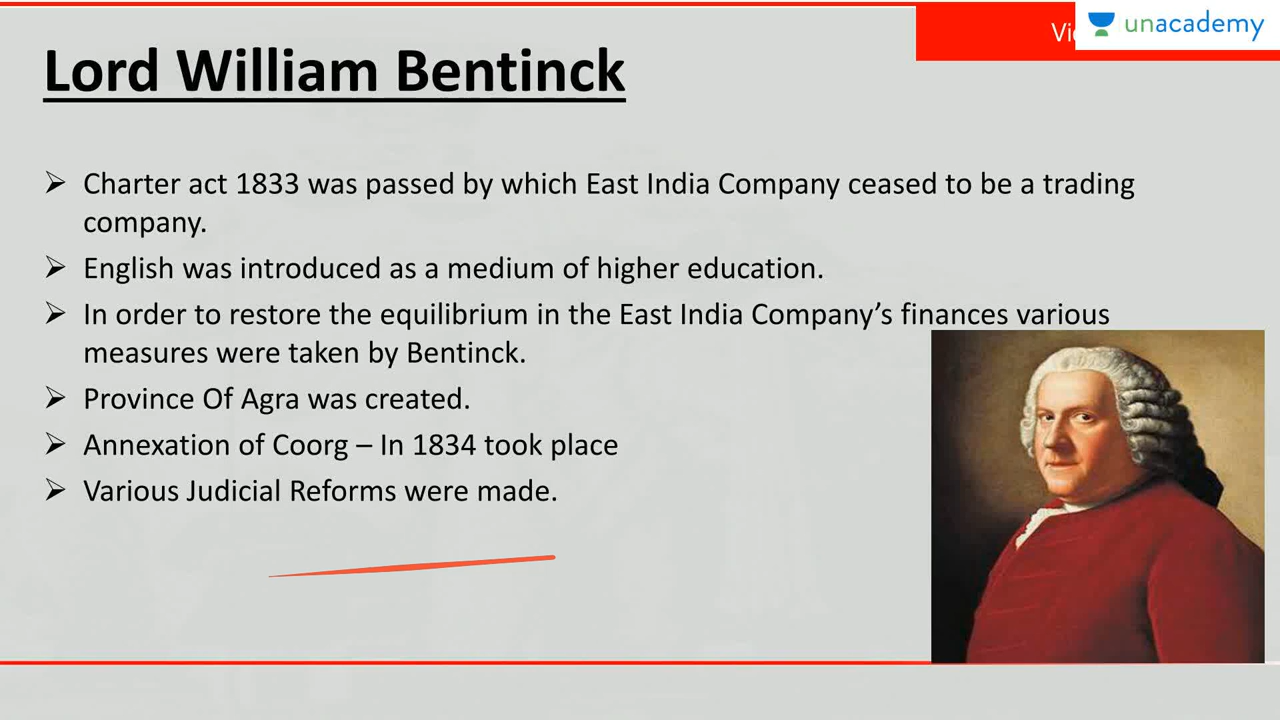 Vi
unacademy
Lord William Bentinck
➢ Charter act 1833 was passed by which East India Company ceased to be a trading
company.
➢ English was introduced as a medium of higher education.
➢ In order to restore the equilibrium in the East India Company’s finances various
measures were taken by Bentinck.
➢ Province Of Agra was created.
➢ Annexation of Coorg – In 1834 took place
➢ Various Judicial Reforms were made.